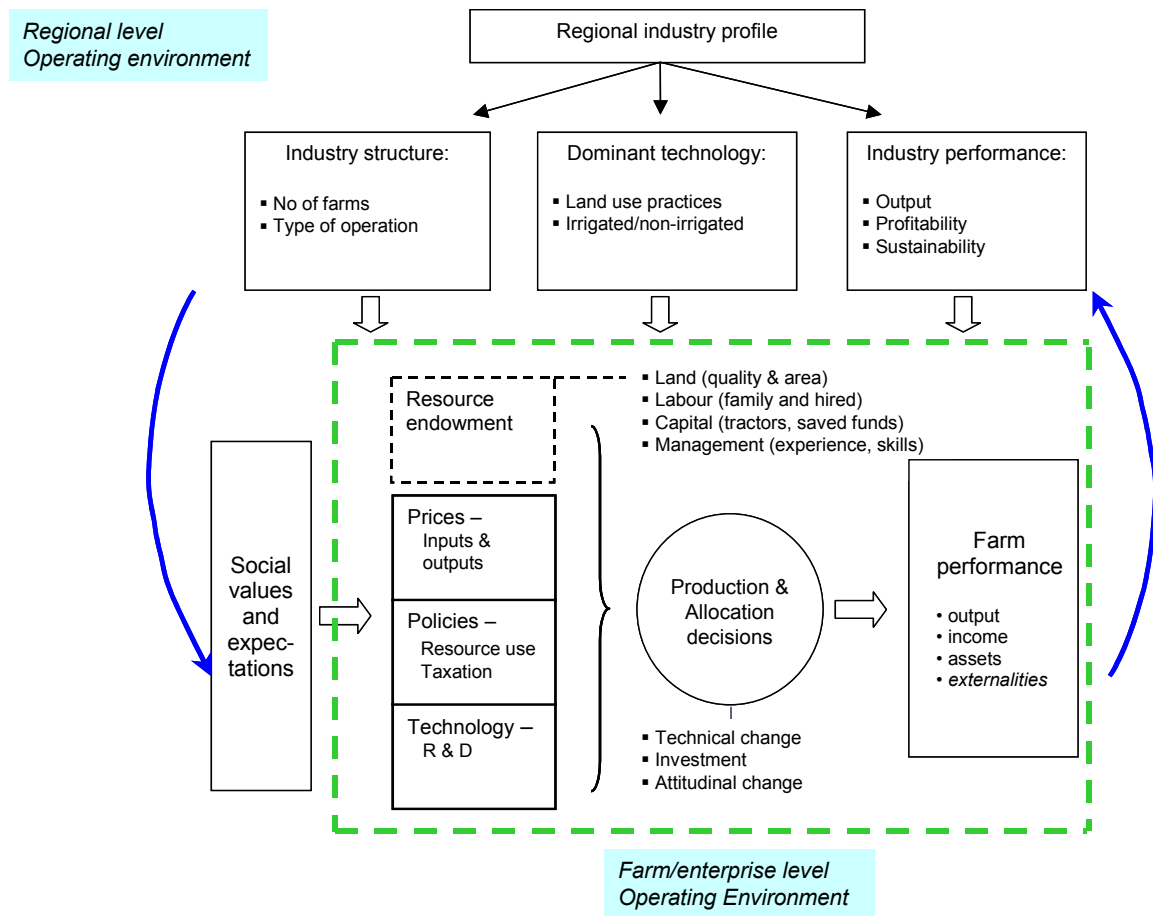 Regional level
Operating environment
Regional industry profile
Industry structure:
▪ No of farms
▪ Type of operation
Dominant technology:
▪ Land use practices
▪ Irrigated/non-irrigated
Industry performance:
▪ Output
▪ Profitability
▪ Sustainability
Resource
endowment
▪ Land (quality & area)
▪ Labour (family and hired)
▪ Capital (tractors, saved funds)
▪ Management (experience, skills)
Social
values
and
expec-
tations
Prices –
Inputs &
outputs
Policies –
Resource use
Taxation
Technology –
R & D
Production &
Allocation
decisions
▪ Technical change
▪ Investment
▪ Attitudinal change
Farm
performance
• output
• income
• assets
• externalities
Farm/enterprise level
Operating Environment